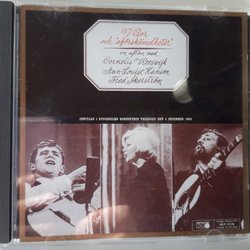 Visor
och "oförskämdheter"
en afton med
Cornelis Vreeswijk
Ann-Louise Hanson
Fred Åkerström
INSPELAD I STOCKHOLMS KONSERTHUS TORSDAGEN DEN 4 DECEMBER 1964